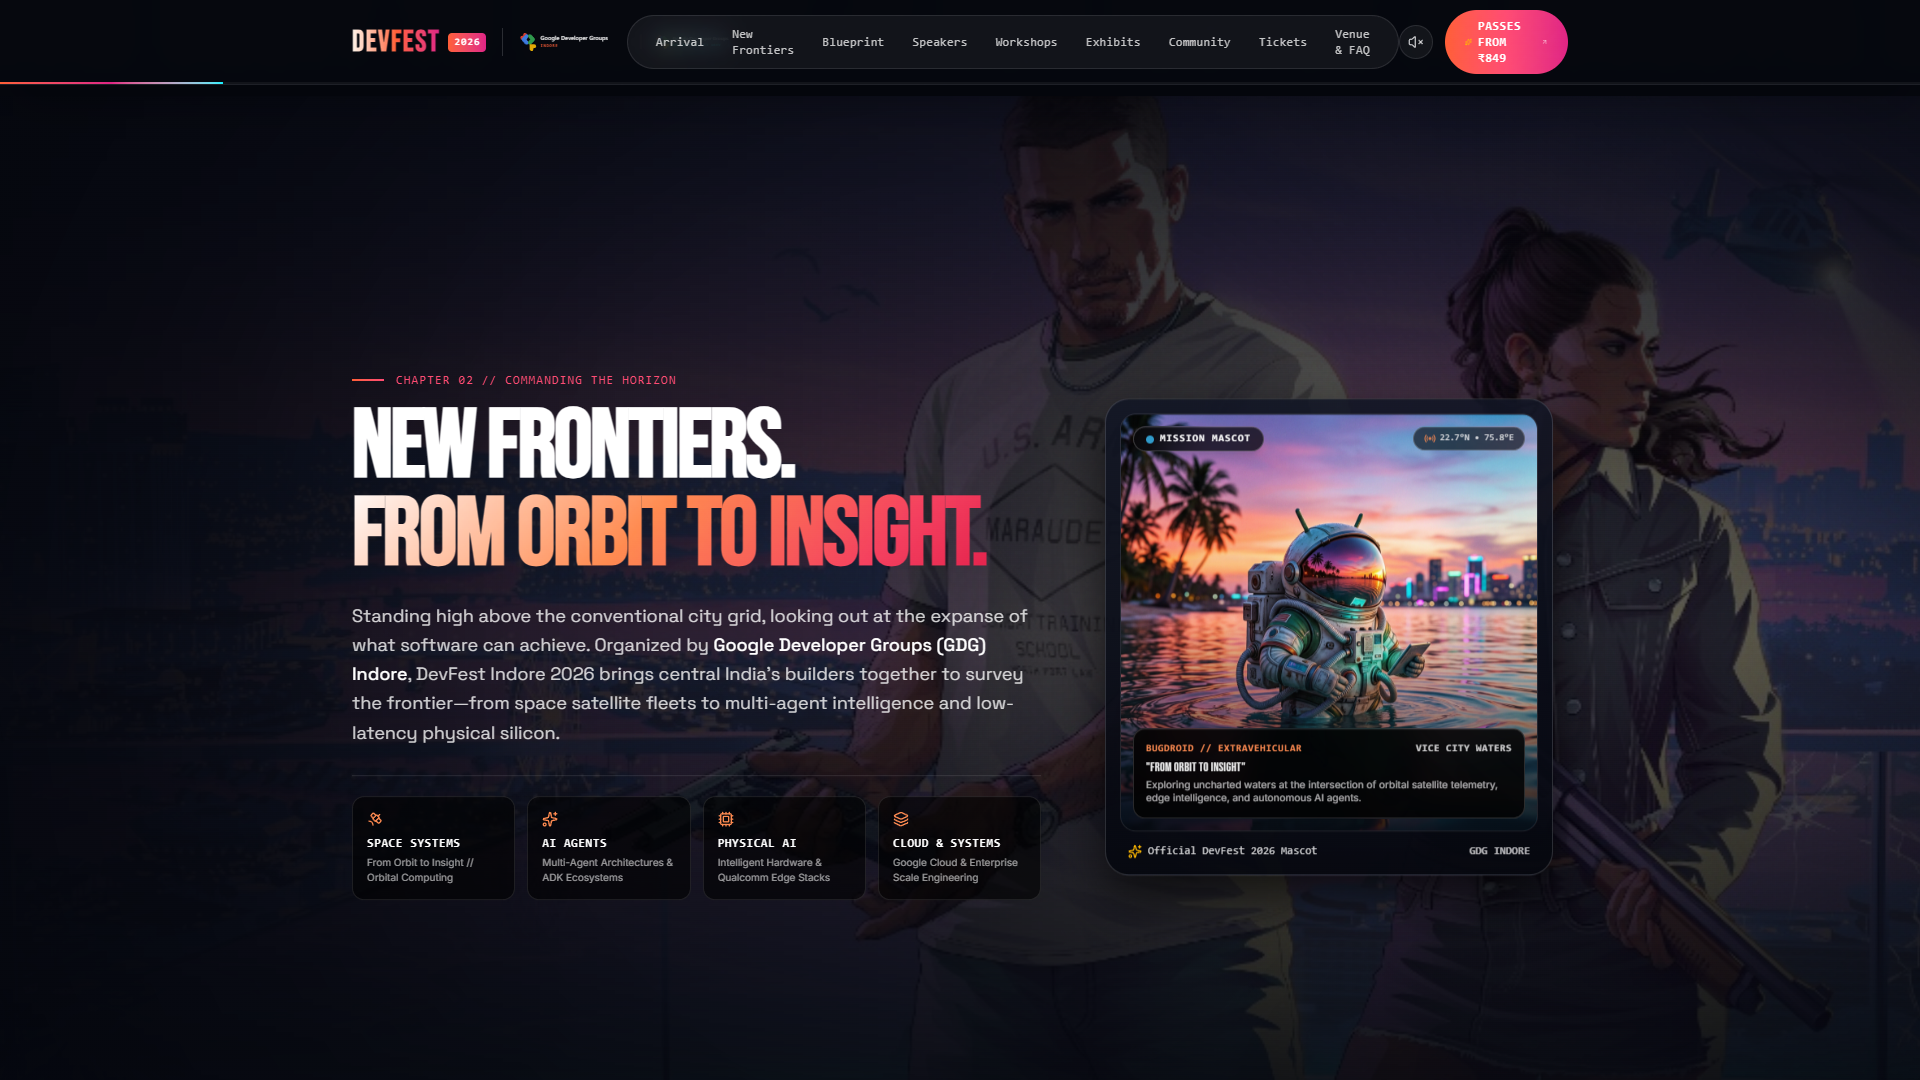 DEVFEST 2026
Google Developer Groups
INDORE
Arrival
New
Frontiers
Blueprint
Speakers
Workshops
Exhibits
Community
Tickets
Venue
& FAQ
PASSES
FROM
₹849
CHAPTER 02 // COMMANDING THE HORIZON
NEW FRONTIERS.
FROM ORBIT TO INSIGHT.
Standing high above the conventional city grid, looking out at the expanse of
what software can achieve. Organized by Google Developer Groups (GDG)
Indore, DevFest Indore 2026 brings central India's builders together to survey
the frontier—from space satellite fleets to multi-agent intelligence and low-
latency physical silicon.
SPACE SYSTEMS
From Orbit to Insight //
Orbital Computing
AI AGENTS
Multi-Agent Architectures &
ADK Ecosystems
PHYSICAL AI
Intelligent Hardware &
Qualcomm Edge Stacks
CLOUD & SYSTEMS
Google Cloud & Enterprise
Scale Engineering
MISSION MASCOT
22.7°N • 75.8°E
BUGDROID // EXTRAVEHICULAR
VICE CITY WATERS
"FROM ORBIT TO INSIGHT"
Exploring uncharted waters at the intersection of orbital satellite telemetry,
edge intelligence, and autonomous AI agents.
Official DevFest 2026 Mascot
GDG INDORE
U.S. AR
MARAUDE
TRAINI
SCHOOL